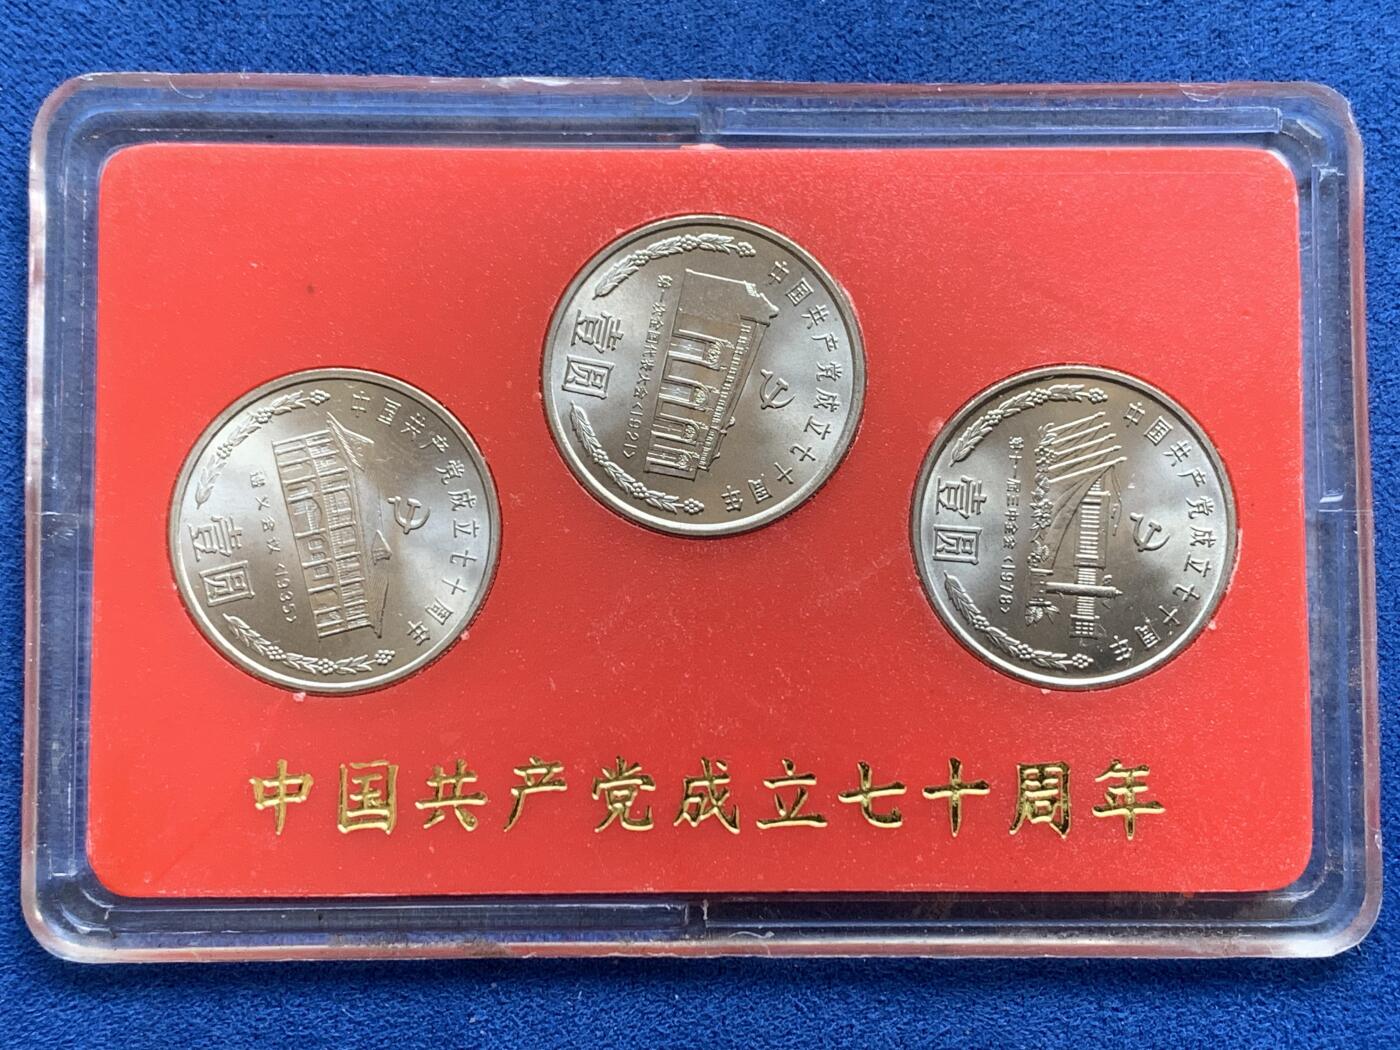 中国共产党成立七十周年
第一次全国代表大会(1921)
壹圆
中国共产党成立七十周年
遵义会议(1935)
壹圆
中国共产党成立七十周年
第十一届三中全会(1978)
壹圆
中国共产党成立七十周年